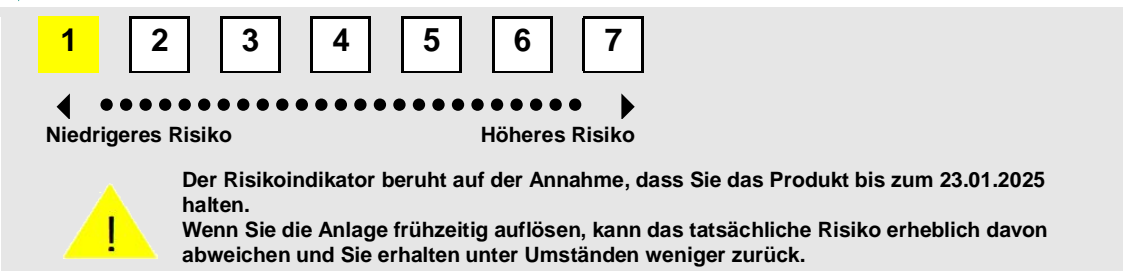 1 2 3 4 5 6 7
Niedrigeres Risiko Höheres Risiko
Der Risikoindikator beruht auf der Annahme, dass Sie das Produkt bis zum 23.01.2025
halten.
Wenn Sie die Anlage frühzeitig auflösen, kann das tatsächliche Risiko erheblich davon
abweichen und Sie erhalten unter Umständen weniger zurück.
!